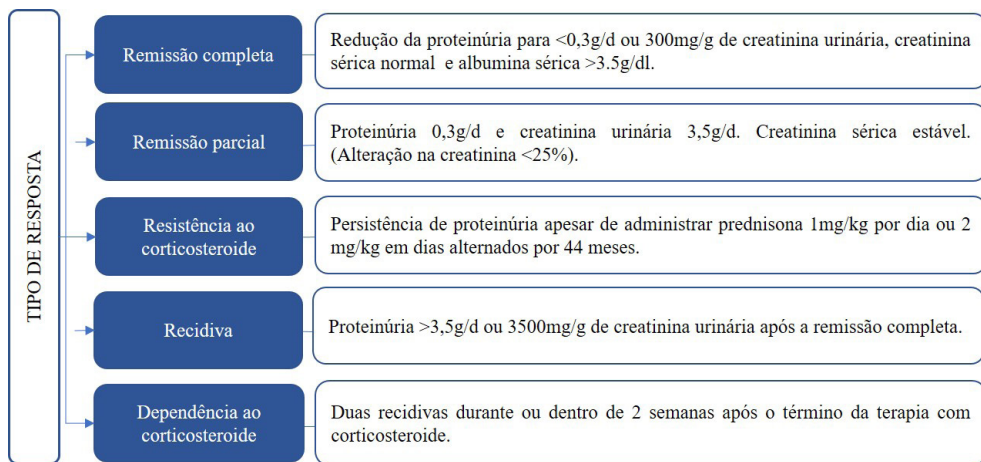 TIPO DE RESPOSTA
Remissão completa
Redução da proteinúria para <0,3g/d ou 300mg/g de creatinina urinária, creatinina
sérica normal e albumina sérica >3.5g/dl.
Remissão parcial
Proteinúria 0,3g/d e creatinina urinária 3,5g/d. Creatinina sérica estável.
(Alteração na creatinina <25%).
Resistência ao
corticosteroide
Persistência de proteinúria apesar de administrar prednisona 1mg/kg por dia ou 2
mg/kg em dias alternados por 44 meses.
Recidiva
Proteinúria >3,5g/d ou 3500mg/g de creatinina urinária após a remissão completa.
Dependência ao
corticosteroide
Duas recidivas durante ou dentro de 2 semanas após o término da terapia com
corticosteroide.